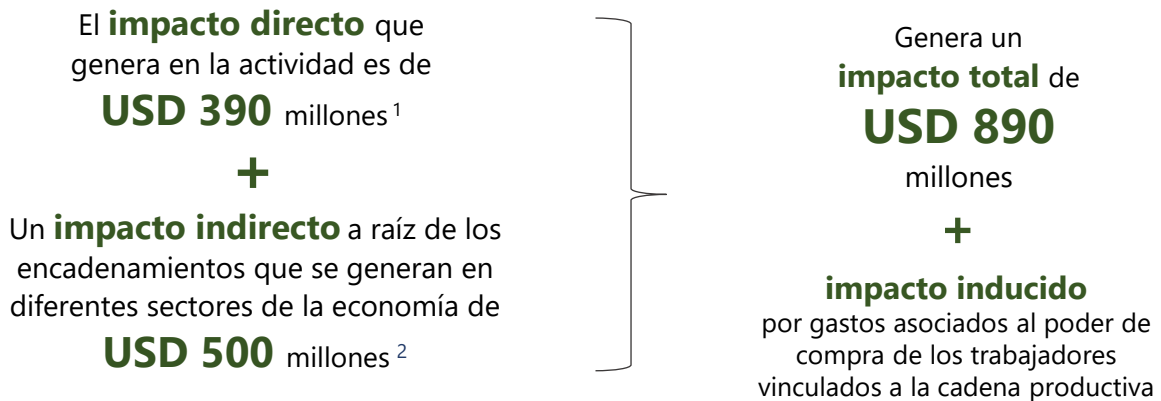 El impacto directo que
genera en la actividad es de
USD 390 millones 1
+
Un impacto indirecto a raíz de los
encadenamientos que se generan en
diferentes sectores de la economía de
USD 500 millones 2
Genera un
impacto total de
USD 890
millones
+
impacto inducido
por gastos asociados al poder de
compra de los trabajadores
vinculados a la cadena productiva